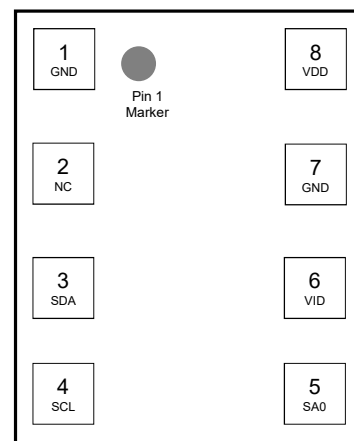 1
GND
Pin 1
Marker
8
VDD
2
NC
7
GND
3
SDA
6
VID
4
SCL
5
SA0